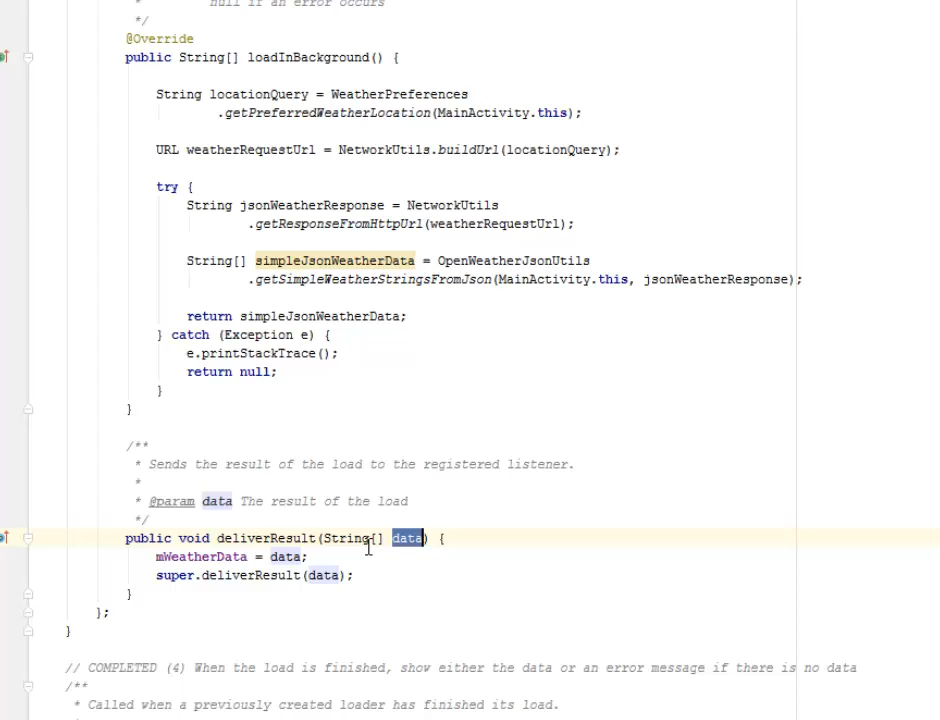 * null if an error occurs
*/
@Override
public String[] loadInBackground() {
String locationQuery = WeatherPreferences
.getPreferredWeatherLocation(MainActivity.this);
URL weatherRequestUrl = NetworkUtils.buildUrl(locationQuery);
try {
String jsonWeatherResponse = NetworkUtils
.getResponseFromHttpUrl(weatherRequestUrl);
String[] simpleJsonWeatherData = OpenWeatherJsonUtils
.getSimpleWeatherStringsFromJson(MainActivity.this, jsonWeatherResponse);
return simpleJsonWeatherData;
} catch (Exception e) {
e.printStackTrace();
return null;
}
}
/**
* Sends the result of the load to the registered listener.
*
* @param data The result of the load
*/
public void deliverResult(String[] data) {
mWeatherData = data;
super.deliverResult(data);
}
};
}
// COMPLETED (4) When the load is finished, show either the data or an error message if there is no data
/**
* Called when a previously created loader has finished its load.
*